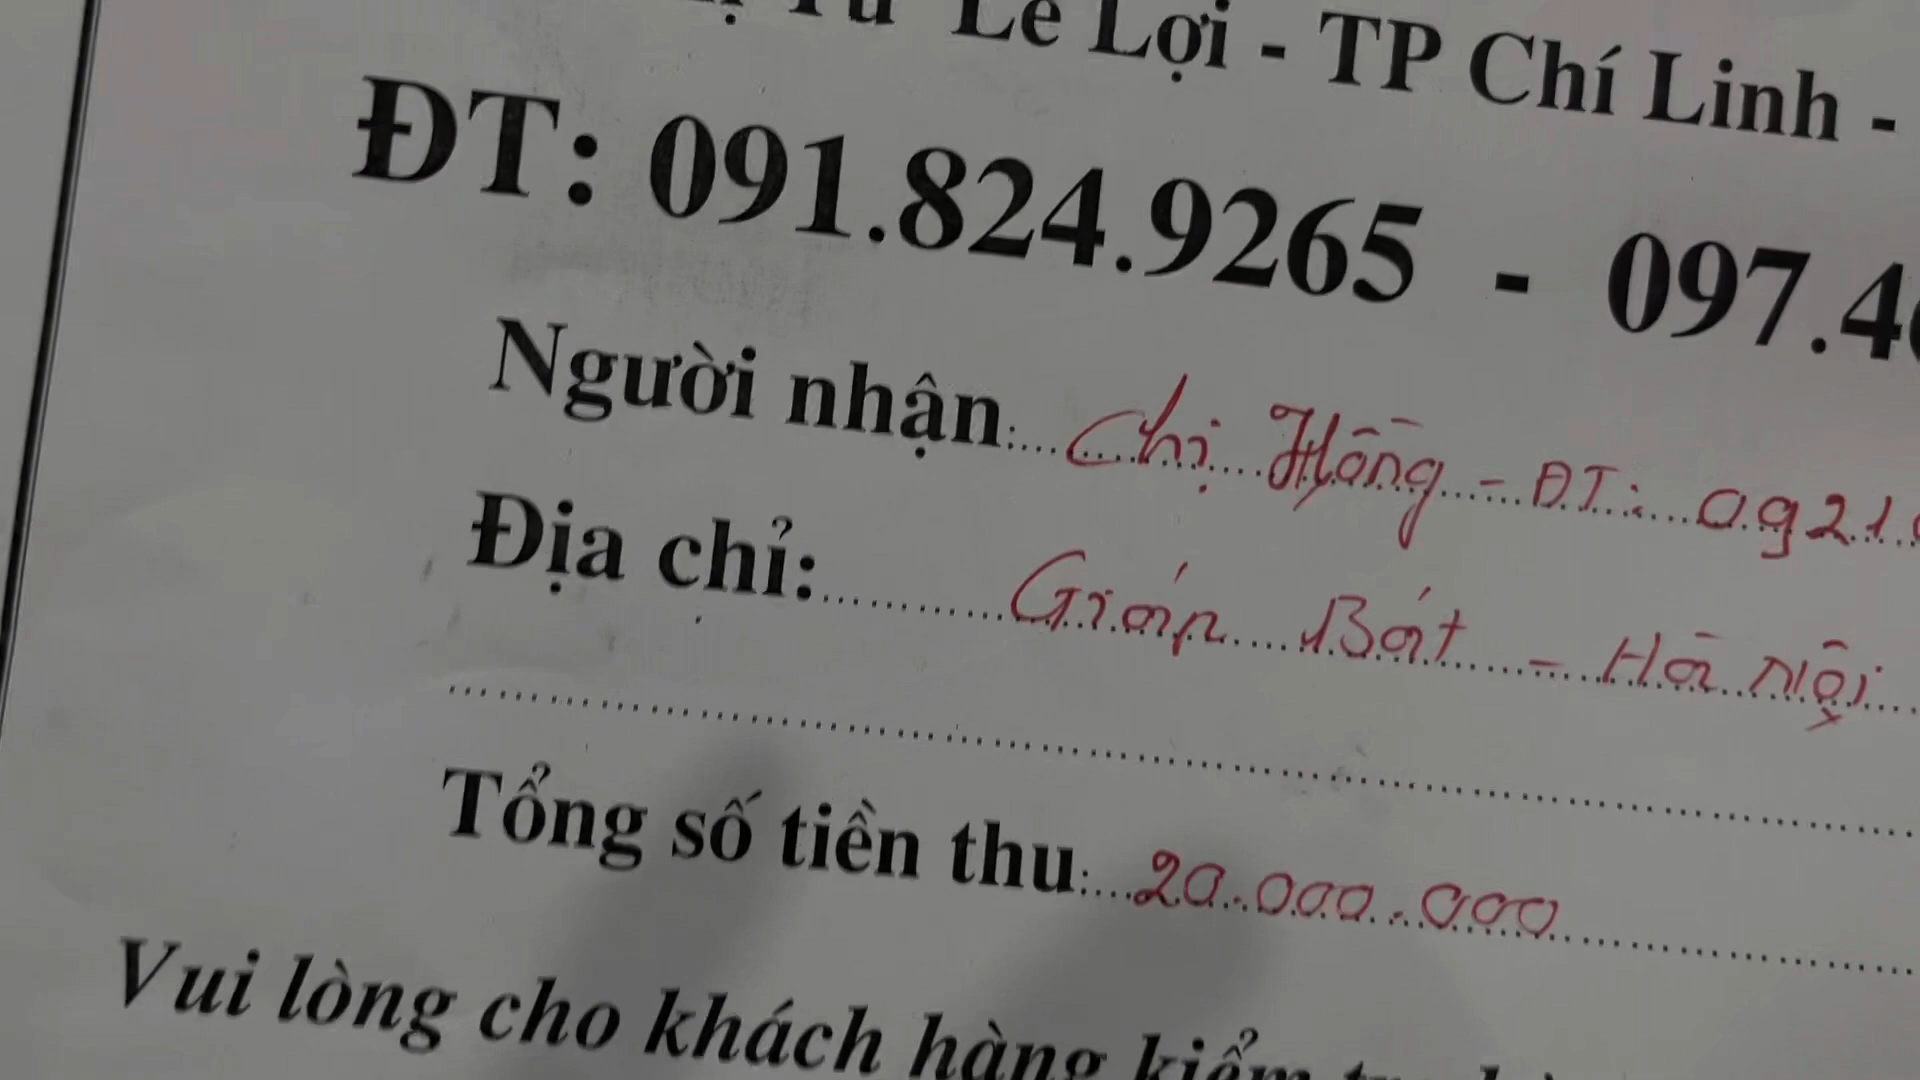 Lê Lợi - TP Chí Linh -
ĐT: 091.824.9265 - 097.4
Người nhận: Chị Hồng - ĐT: 0921
Địa chỉ: Giáp Bát - Hà Nội
Tổng số tiền thu: 20.000.000
Vui lòng cho khách hàng kiểm